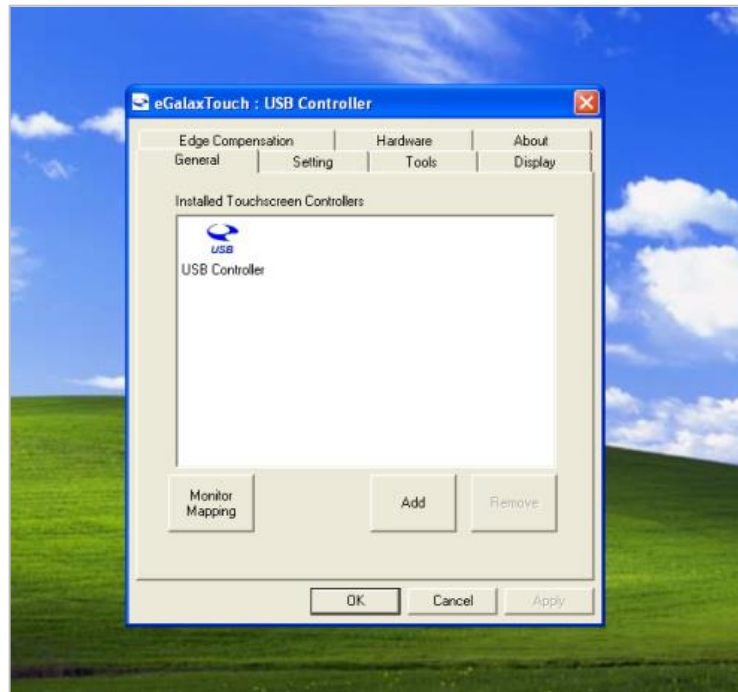 eGalaxTouch : USB Controller
Edge Compensation Hardware About
General Setting Tools Display
Installed Touchscreen Controllers
USB
USB Controller
Monitor
Mapping
Add
Remove
OK Cancel Apply